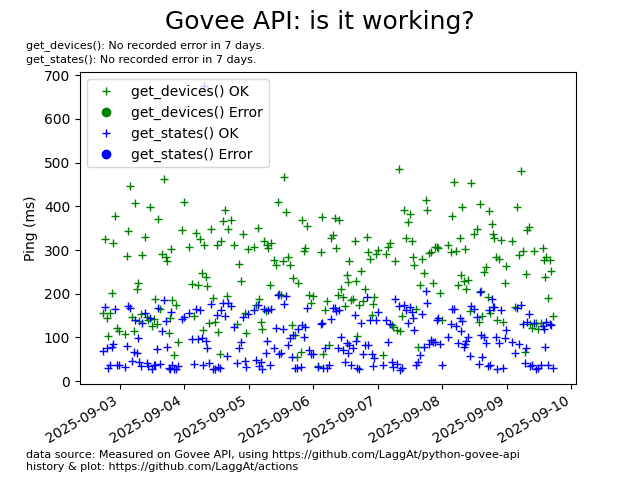 Govee API: is it working?
get_devices(): No recorded error in 7 days.
get_states(): No recorded error in 7 days.
get_devices() OK
get_devices() Error
get_states() OK
get_states() Error
Ping (ms)
700
600
500
400
300
200
100
0
2025-09-03
2025-09-04
2025-09-05
2025-09-06
2025-09-07
2025-09-08
2025-09-09
2025-09-10
data source: Measured on Govee API, using https://github.com/LaggAt/python-govee-api
history & plot: https://github.com/LaggAt/actions